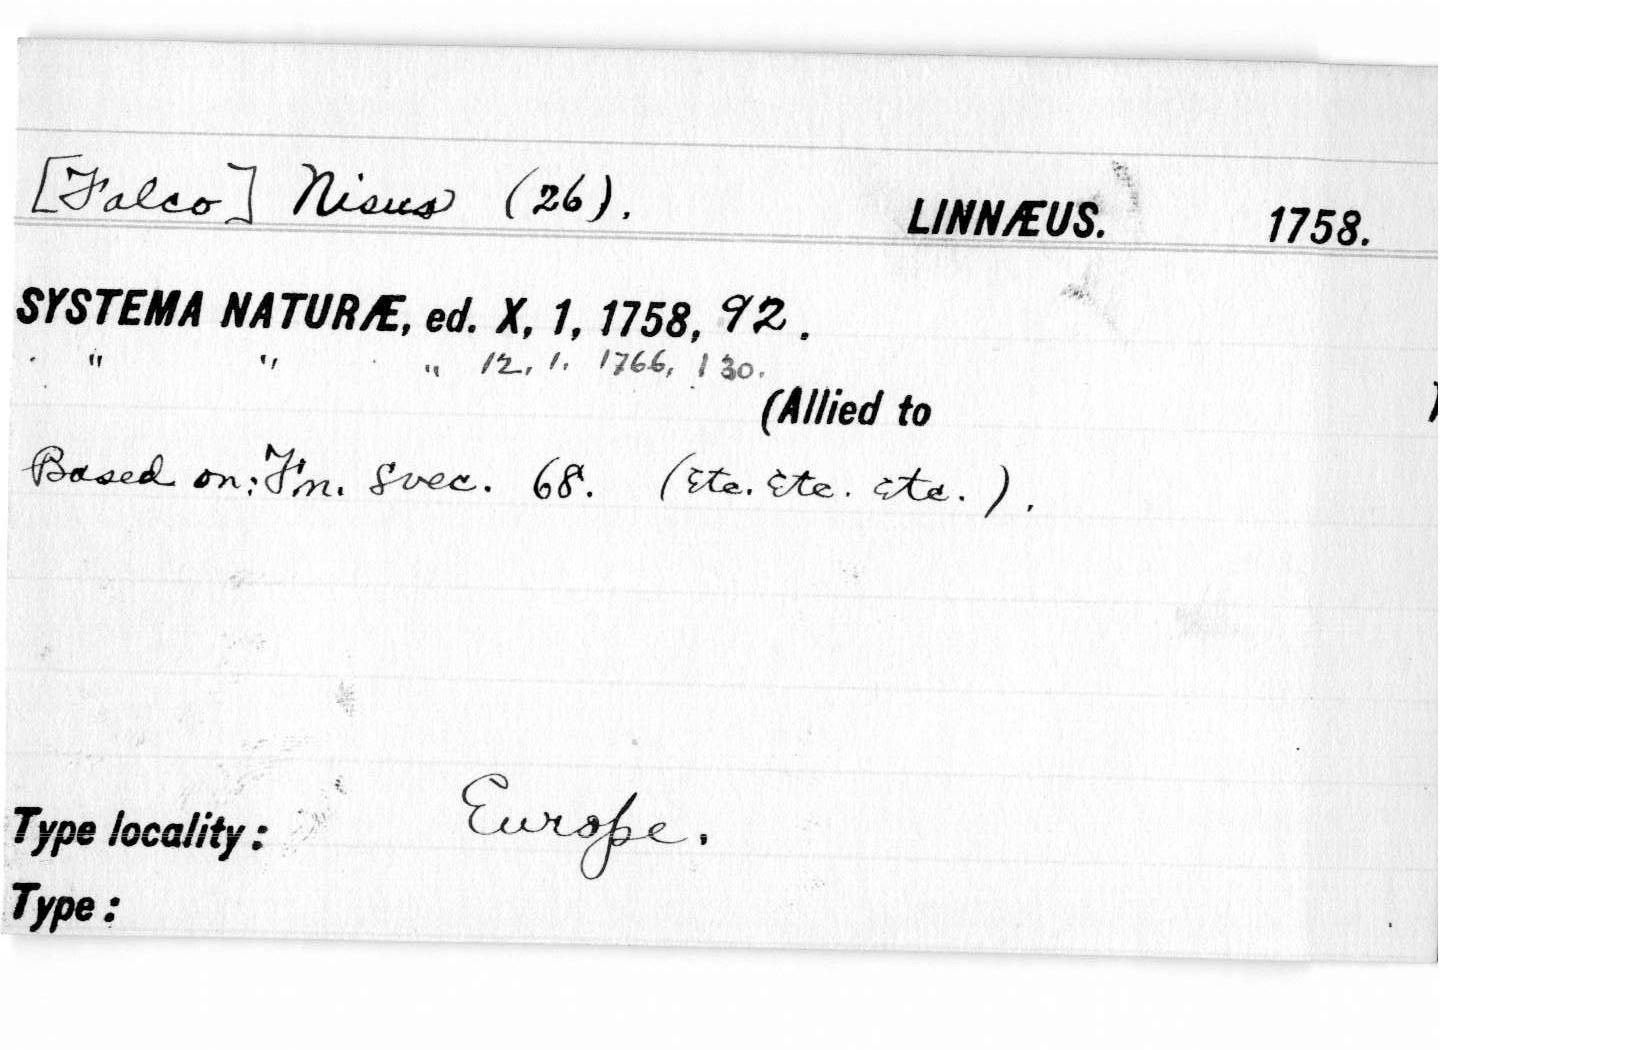 [Falco] Nisus (26). LINNÆUS. 1758.
SYSTEMA NATURÆ, ed. X, 1, 1758, 92.
" " " 12, 1. 1766, 130.
(Allied to )
Based on: Fn. Svec. 68. (Etc. Etc. Etc.).
Type locality: Europe.
Type: